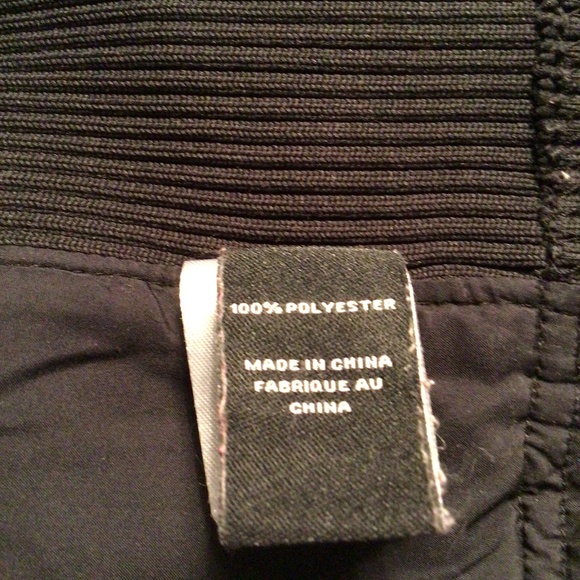 100% POLYESTER
MADE IN CHINA
FABRIQUE AU
CHINA